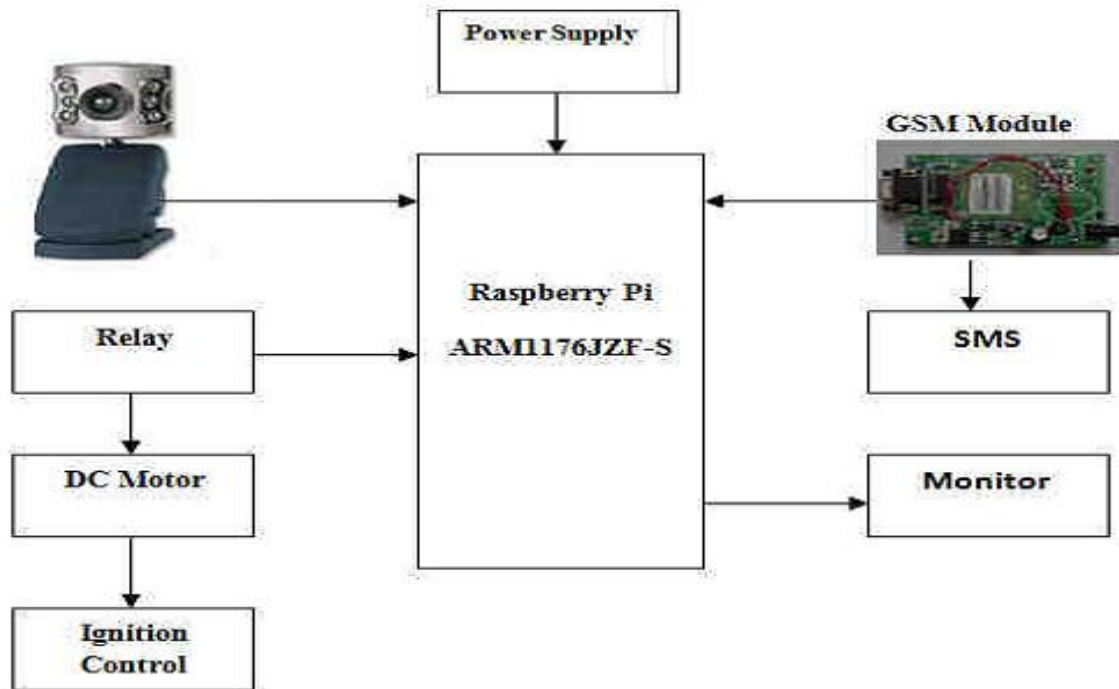 Power Supply
GSM Module
Raspberry Pi
ARM1176JZF-S
Relay
SMS
DC Motor
Monitor
Ignition
Control